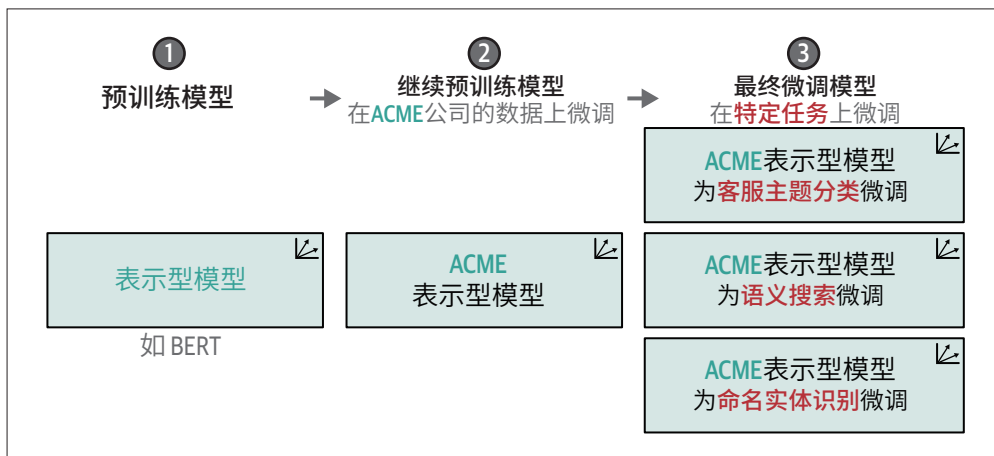 1
预训练模型
2
继续预训练模型
在ACME公司的数据上微调
3
最终微调模型
在特定任务上微调
表示型模型
如 BERT
ACME
表示型模型
ACME表示型模型
为客服主题分类微调
ACME表示型模型
为语义搜索微调
ACME表示型模型
为命名实体识别微调